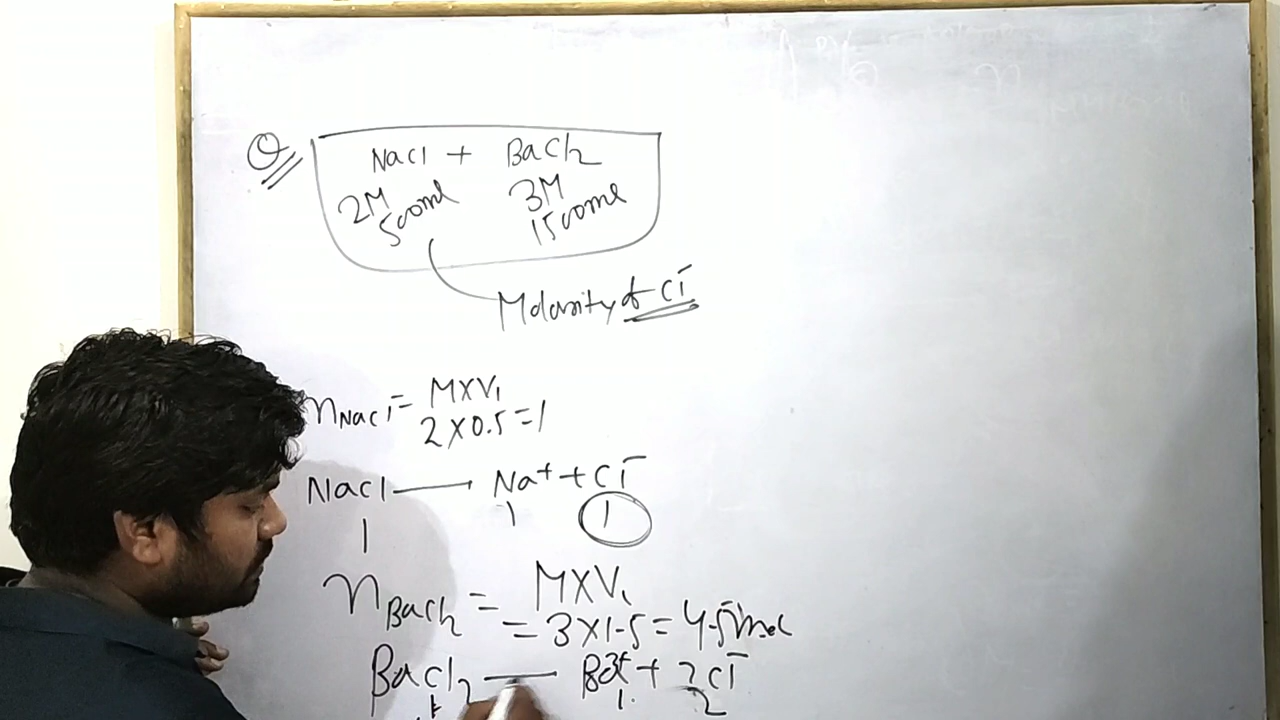 Q
NaCl + BaCl2
2M 3M
500ml 1500ml
Molarity of Cl-
nNaCl = M×V1
2×0.5=1
NaCl → Na+ + Cl-
1 1 1
nBaCl2 = M×V1
= 3×1.5 = 4.5 mol
BaCl2 — Ba2+ + 2Cl-
1 1 2